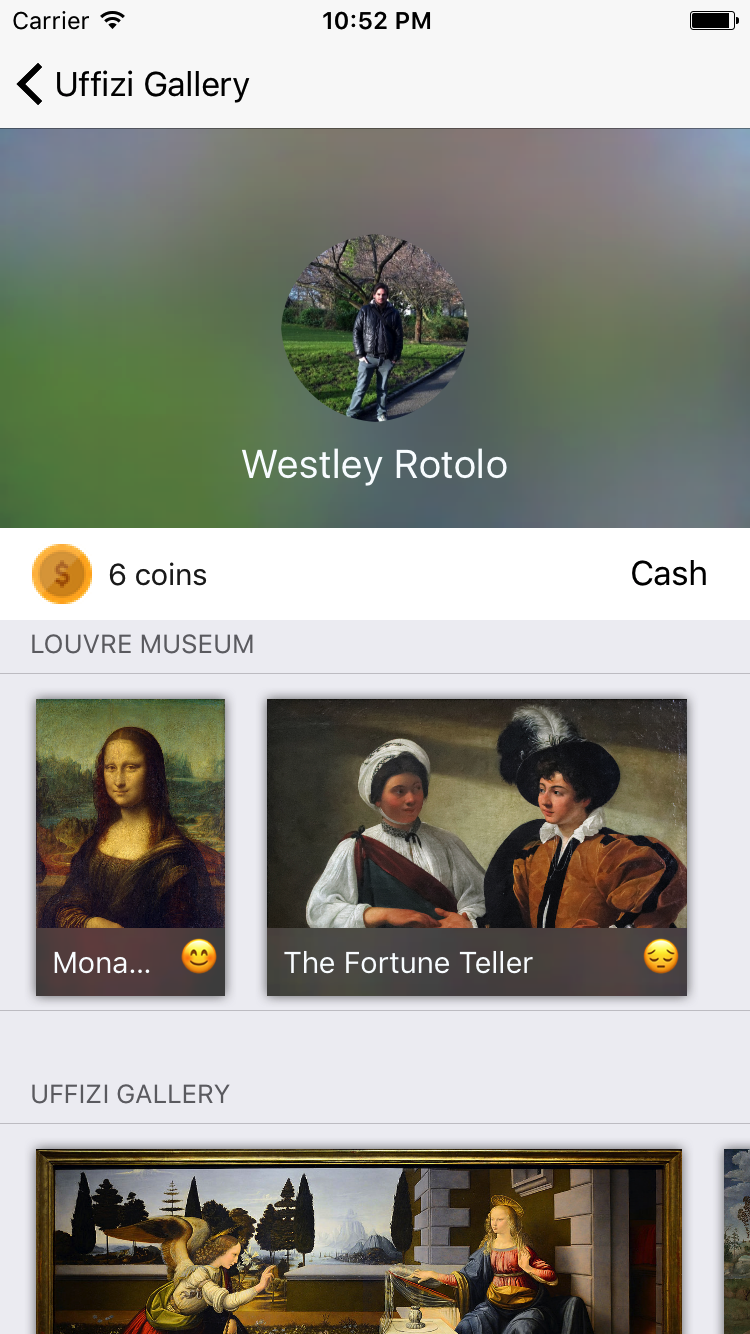 Carrier 10:52 PM
Uffizi Gallery
Westley Rotolo
$ 6 coins Cash
LOUVRE MUSEUM
Mona... The Fortune Teller
UFFIZI GALLERY